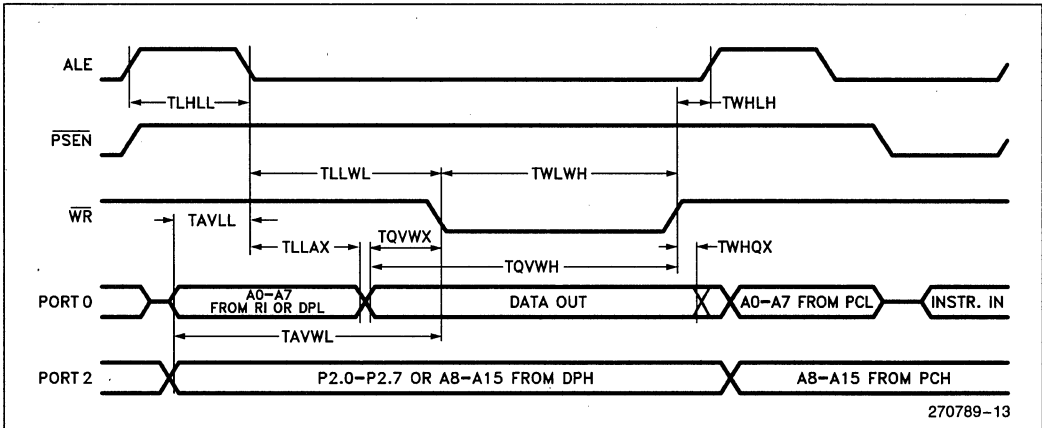 ALE
TLHLL
TWHLH
PSEN
TLLWL
TWLWH
WR
TAVLL
TLLAX
TQVWX
TWHQX
TQVWH
PORT 0
A0-A7
FROM RI OR DPL
DATA OUT
A0-A7 FROM PCL
INSTR. IN
TAVWL
PORT 2
P2.0-P2.7 OR A8-A15 FROM DPH
A8-A15 FROM PCH
270789-13